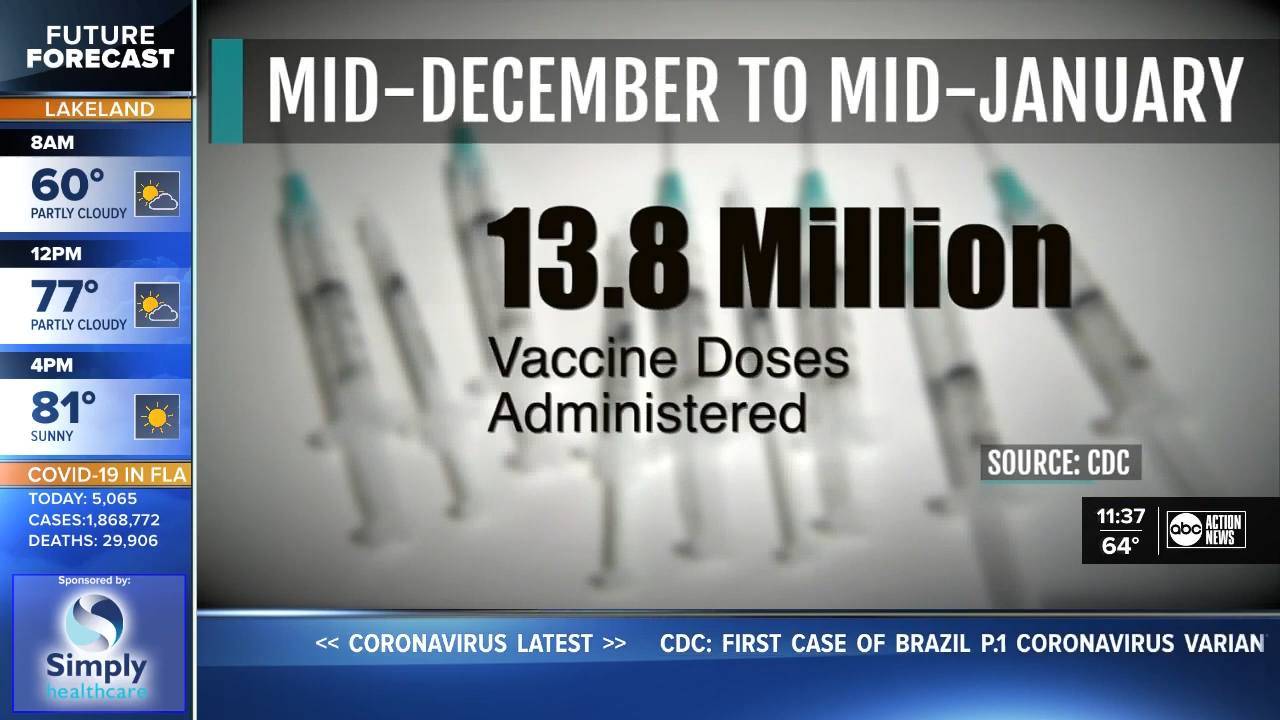 FUTURE
FORECAST
LAKELAND
8AM
60°
PARTLY CLOUDY
12PM
77°
PARTLY CLOUDY
4PM
81°
SUNNY
COVID-19 IN FLA
TODAY: 5,065
CASES:1,868,772
DEATHS: 29,906
Sponsored by:
Simply
healthcare
MID-DECEMBER TO MID-JANUARY
13.8 Million
Vaccine Doses
Administered
SOURCE: CDC
11:37
64°
abc
ACTION
NEWS
<< CORONAVIRUS LATEST >> CDC: FIRST CASE OF BRAZIL P.1 CORONAVIRUS VARIAN